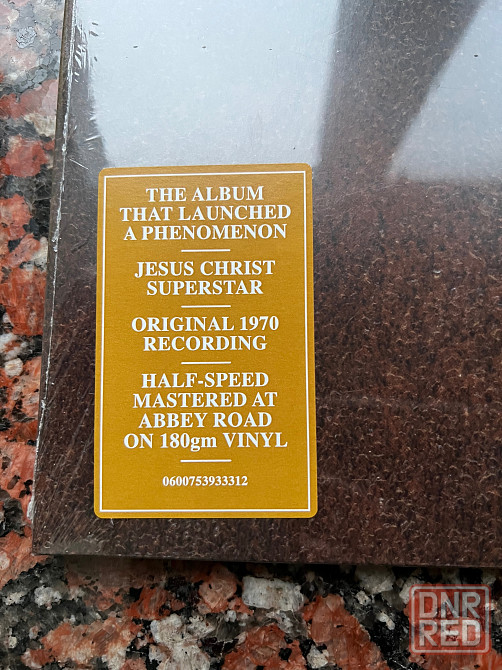 THE ALBUM
THAT LAUNCHED
A PHENOMENON
JESUS CHRIST
SUPERSTAR
ORIGINAL 1970
RECORDING
HALF-SPEED
MASTERED AT
ABBEY ROAD
ON 180gm VINYL
0600753933312
DNR
RED